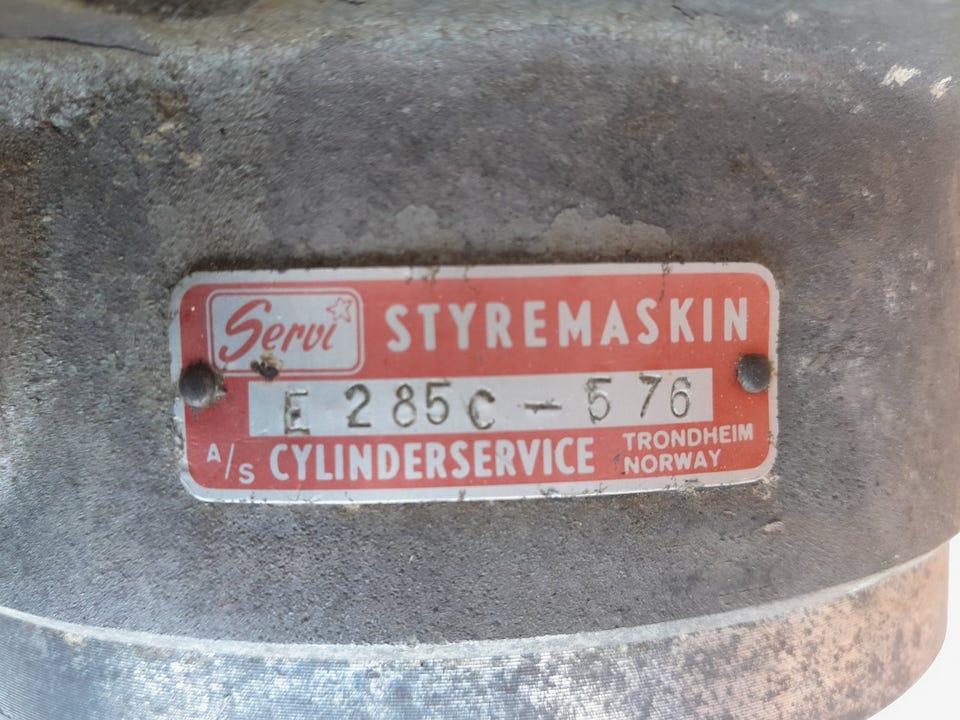 Servi STYREMASKIN
E 285C - 576
A/S CYLINDERSERVICE TRONDHEIM
NORWAY